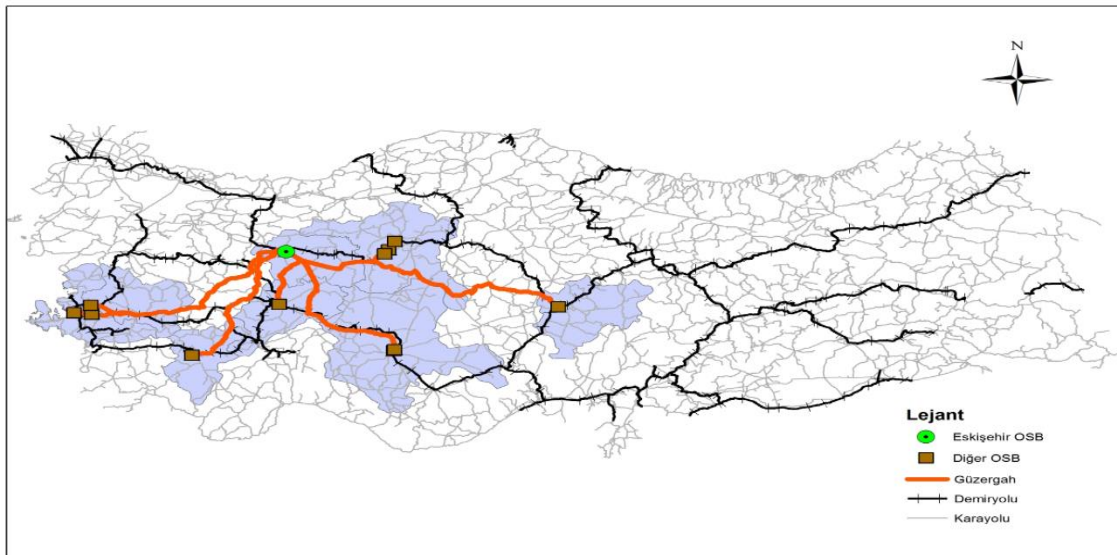 N
Lejant
Eskişehir OSB
Diğer OSB
Güzergah
Demiryolu
Karayolu